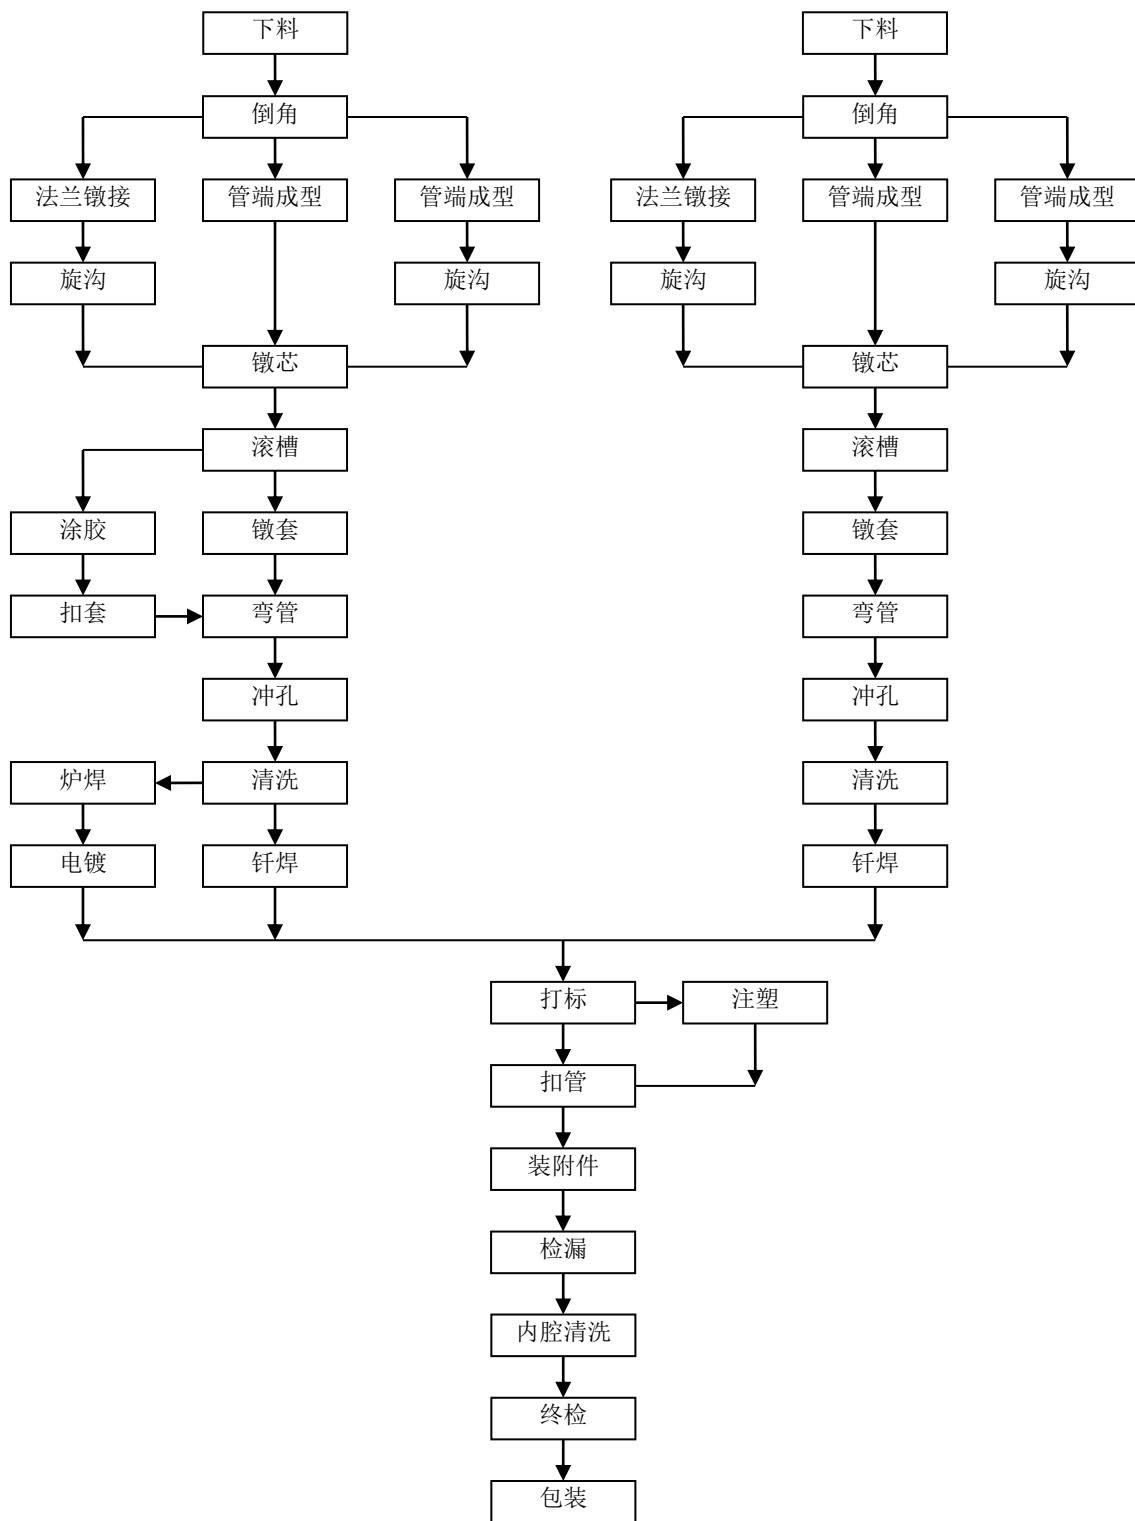 下料
下料
倒角
倒角
法兰镦接
管端成型
管端成型
法兰镦接
管端成型
管端成型
旋沟
旋沟
旋沟
旋沟
镦芯
镦芯
滚槽
滚槽
涂胶
镦套
镦套
扣套
弯管
弯管
冲孔
冲孔
炉焊
清洗
清洗
电镀
钎焊
钎焊
打标
注塑
扣管
装附件
检漏
内腔清洗
终检
包装